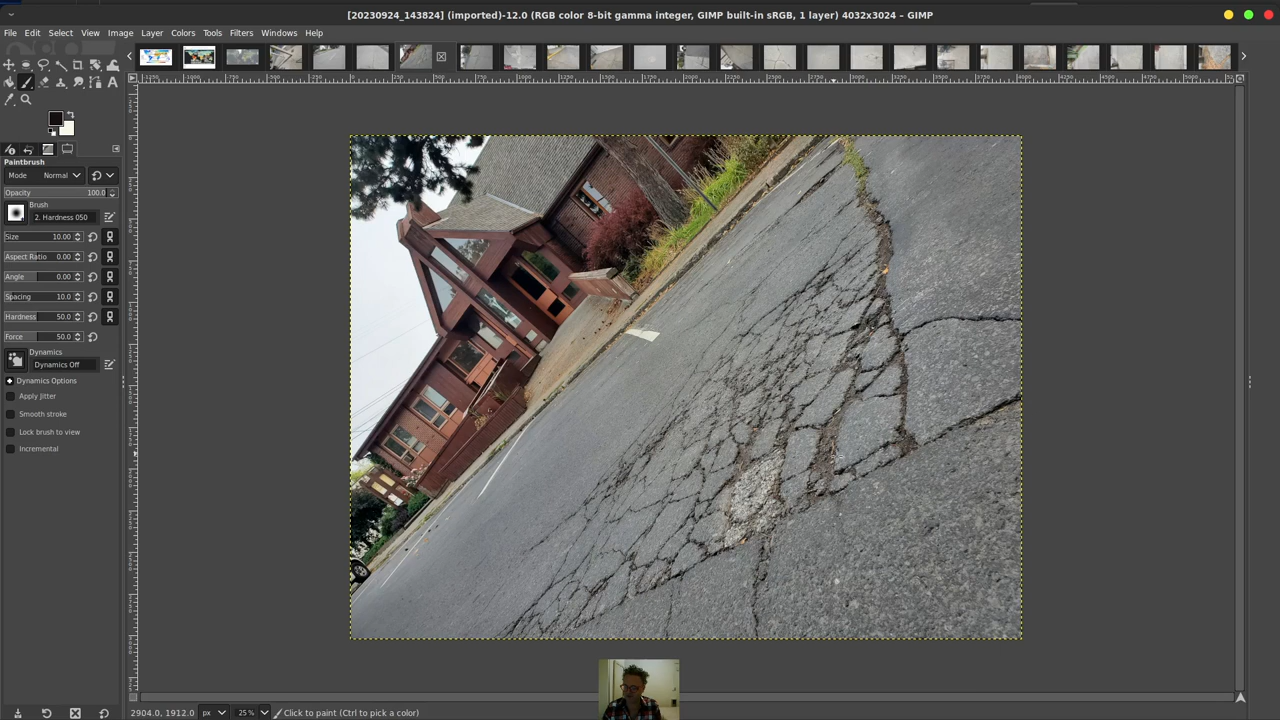 [20230924_143824] (imported)-12.0 (RGB color 8-bit gamma integer, GIMP built-in sRGB, 1 layer) 4032x3024 – GIMP
File Edit Select View Image Layer Colors Tools Filters Windows Help
Paintbrush
Mode Normal
Opacity 100.0
Brush
2. Hardness 050
Size 10.00
Aspect Ratio 0.00
Angle 0.00
Spacing 10.0
Hardness 50.0
Force 50.0
Dynamics
Dynamics Off
Dynamics Options
Apply Jitter
Smooth stroke
Lock brush to view
Incremental
2904.0, 1912.0 px 25% Click to paint (Ctrl to pick a color)